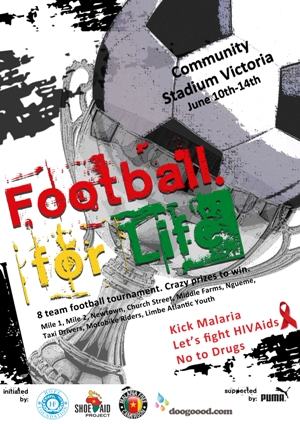 Community
Stadium Victoria
June 10th-14th
Football
for Life
8 team football tournament. Crazy prizes to win.
Mile 1, Mile 2, Newtown, Church Street, Middle Farms, Ngueme,
Taxi Drivers, Motobike Riders, Limbe Atlantic Youth
Kick Malaria
Let's fight HIVAids
No to Drugs
initiated by:
SHOE AID
PROJECT
doogoood.com
supported by:
PUMA